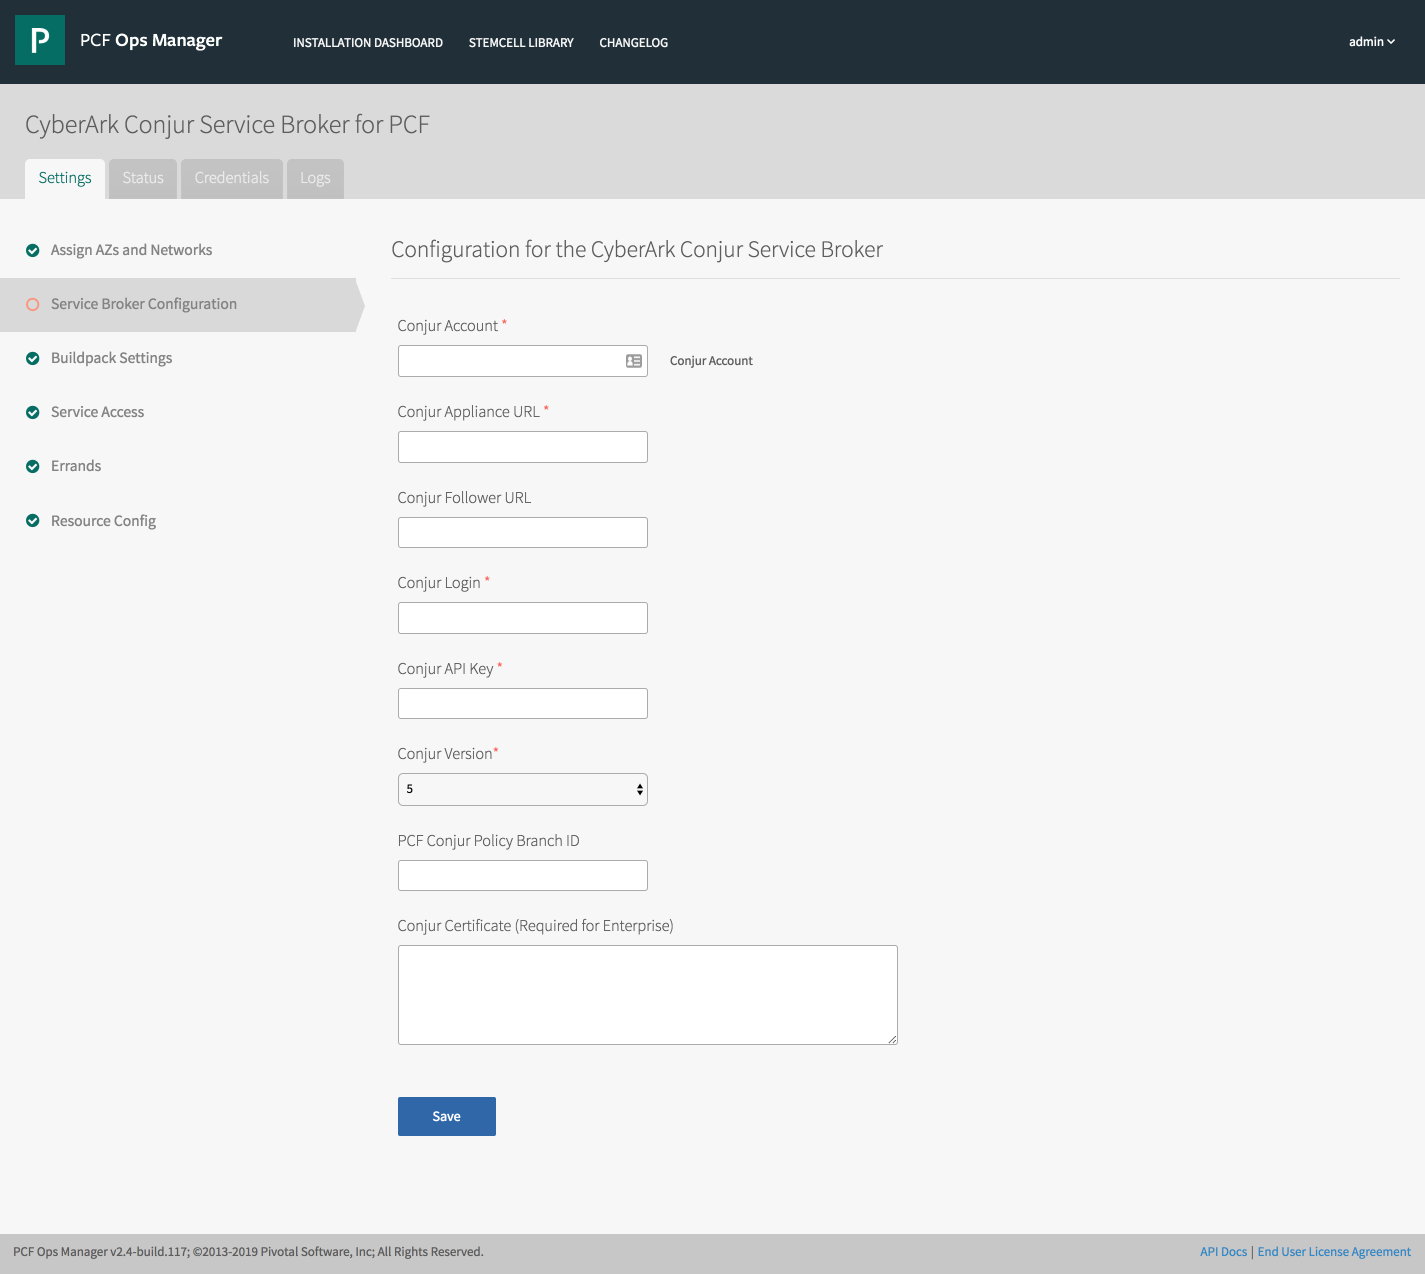 PCF Ops Manager
INSTALLATION DASHBOARD
STEMCELL LIBRARY
CHANGELOG
admin
CyberArk Conjur Service Broker for PCF
Settings
Status
Credentials
Logs
Assign AZs and Networks
Service Broker Configuration
Buildpack Settings
Service Access
Errands
Resource Config
Configuration for the CyberArk Conjur Service Broker
Conjur Account *
Conjur Account
Conjur Appliance URL *
Conjur Follower URL
Conjur Login *
Conjur API Key *
Conjur Version*
5
PCF Conjur Policy Branch ID
Conjur Certificate (Required for Enterprise)
Save
PCF Ops Manager v2.4-build.117; ©2013-2019 Pivotal Software, Inc; All Rights Reserved.
API Docs | End User License Agreement